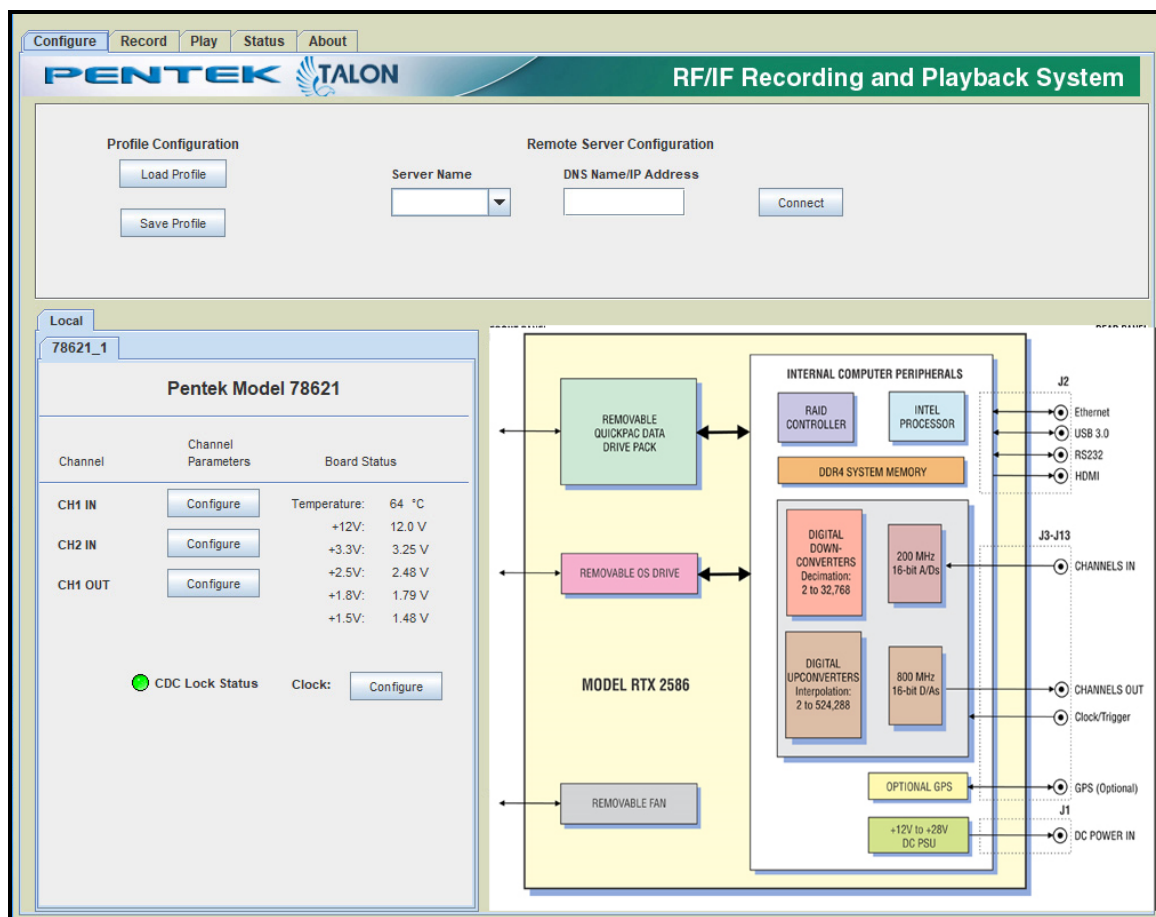 Configure Record Play Status About
PENTEK TALON RF/IF Recording and Playback System
Profile Configuration
Load Profile
Save Profile
Remote Server Configuration
Server Name DNS Name/IP Address
Connect
Local
78621_1
Pentek Model 78621
Channel
Channel Parameters Board Status
CH1 IN Configure Temperature: 64 °C
+12V: 12.0 V
CH2 IN Configure +3.3V: 3.25 V
+2.5V: 2.48 V
CH1 OUT Configure +1.8V: 1.79 V
+1.5V: 1.48 V
CDC Lock Status Clock: Configure
REMOVABLE
QUICKPAC DATA
DRIVE PACK
REMOVABLE OS DRIVE
MODEL RTX 2586
REMOVABLE FAN
INTERNAL COMPUTER PERIPHERALS
RAID
CONTROLLER
INTEL
PROCESSOR
DDR4 SYSTEM MEMORY
DIGITAL
DOWN-
CONVERTERS
Decimation:
2 to 32,768
200 MHz
16-bit A/Ds
DIGITAL
UPCONVERTERS
Interpolation:
2 to 524,288
800 MHz
16-bit D/As
OPTIONAL GPS
+12V to +28V
DC PSU
J2
Ethernet
USB 3.0
RS232
HDMI
J3-J13
CHANNELS IN
CHANNELS OUT
Clock/Trigger
GPS (Optional)
J1
DC POWER IN